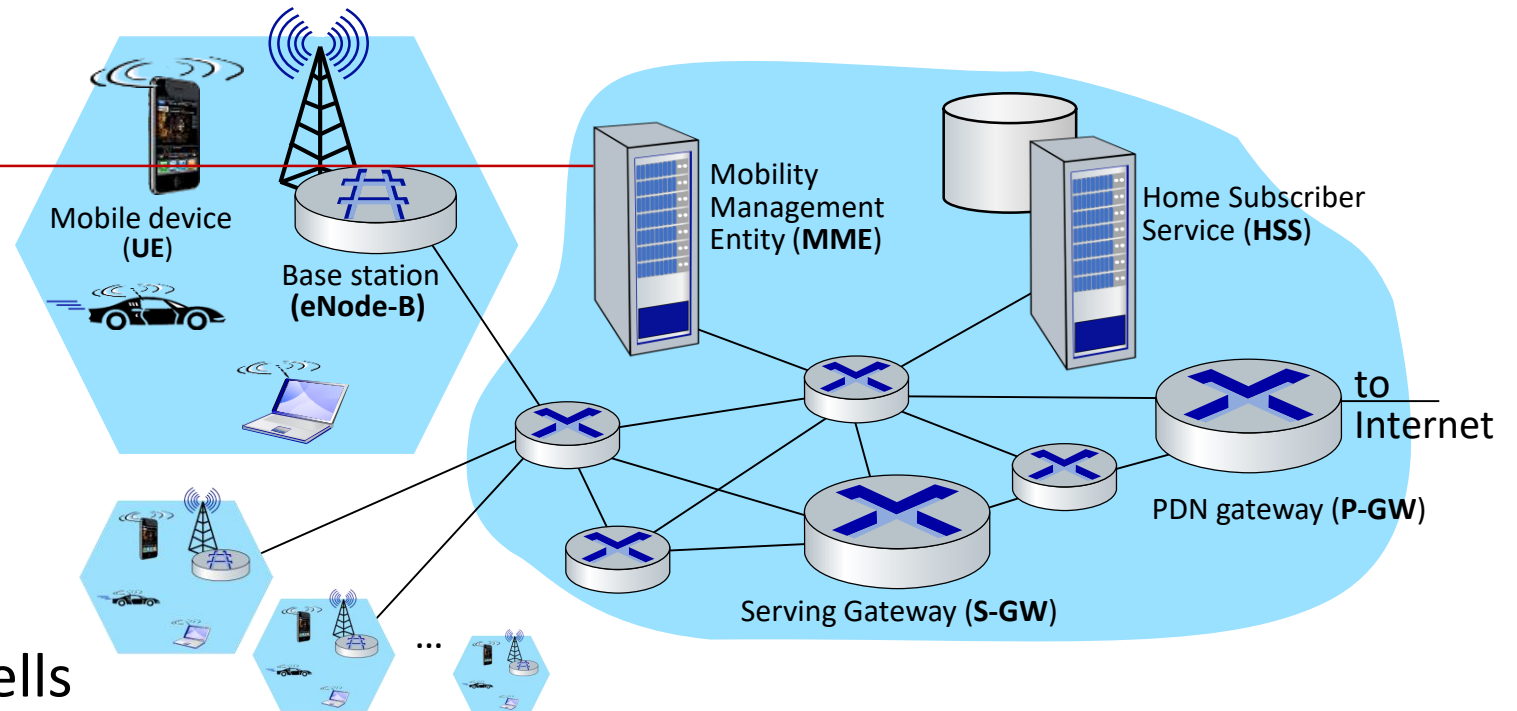 Mobile device
(UE)
Base station
(eNode-B)
Mobility
Management
Entity (MME)
Home Subscriber
Service (HSS)
to
Internet
PDN gateway (P-GW)
Serving Gateway (S-GW)
...
ells